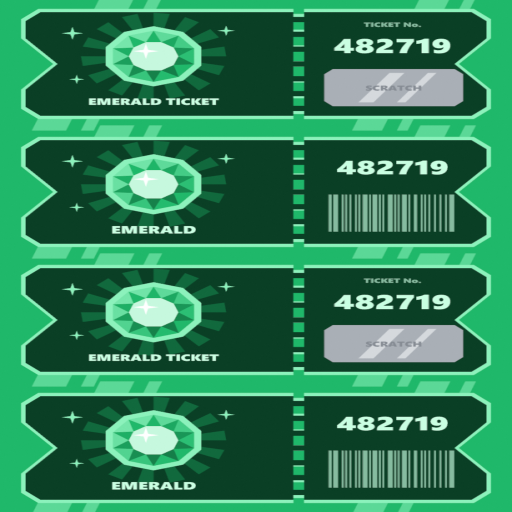 TICKET No.
482719
SCRATCH
EMERALD TICKET
482719
EMERALD
TICKET No.
482719
SCRATCH
EMERALD TICKET
482719
EMERALD